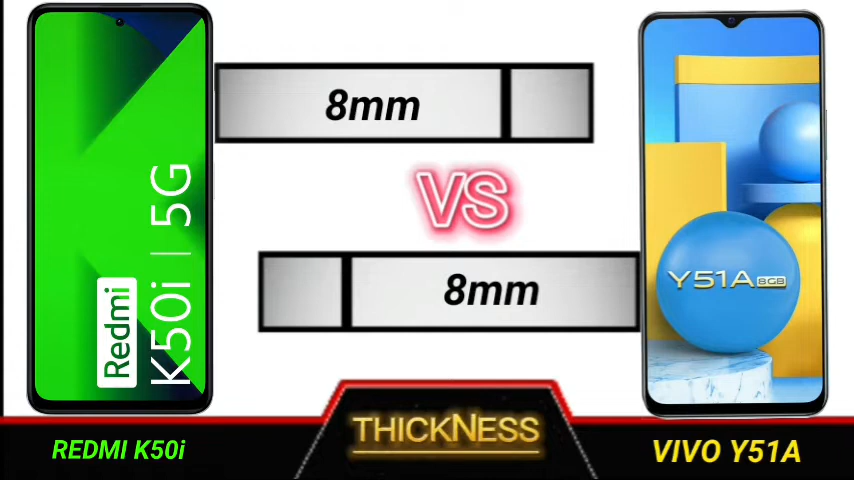 Redmi
K50i | 5G
8mm
VS
8mm
Y51A 8GB
THICKNESS
REDMI K50i
VIVO Y51A